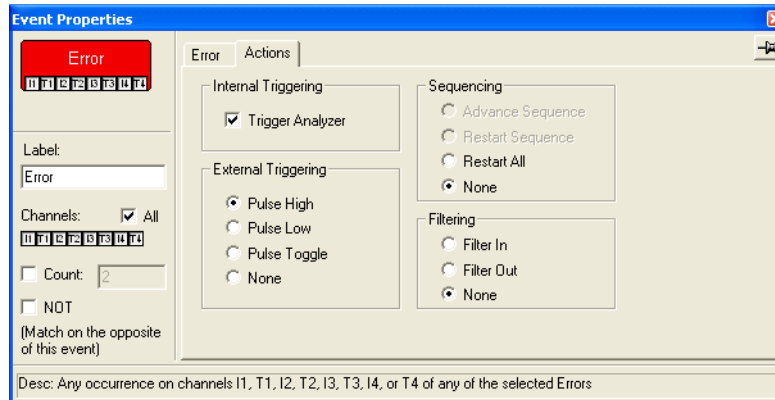 Event Properties
Error
I1 T1 I2 T2 I3 T3 I4 T4
Label:
Error
Channels: All
I1 T1 I2 T2 I3 T3 I4 T4
Count: 2
NOT
(Match on the opposite
of this event)
Error Actions
Internal Triggering
Trigger Analyzer
External Triggering
Pulse High
Pulse Low
Pulse Toggle
None
Sequencing
Advance Sequence
Restart Sequence
Restart All
None
Filtering
Filter In
Filter Out
None
Desc: Any occurrence on channels I1, T1, I2, T2, I3, T3, I4, or T4 of any of the selected Errors